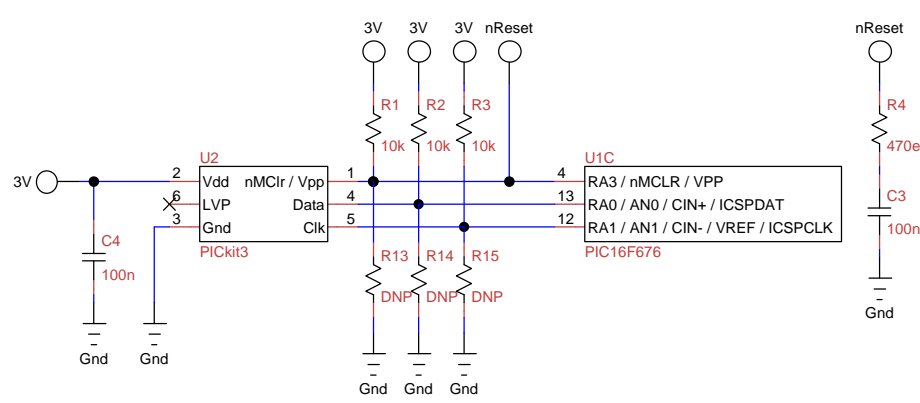 3V 3V 3V nReset nReset
R1 R2 R3 R4
10k 10k 10k 470e
U2 U1C
3V 2 Vdd nMClr / Vpp 1 4 RA3 / nMCLR / VPP
6 LVP Data 4 13 RA0 / AN0 / CIN+ / ICSPDAT
3 Gnd Clk 5 12 RA1 / AN1 / CIN- / VREF / ICSPCLK
C3
100n
PICkit3 PIC16F676
C4
100n
R13 R14 R15
DNP DNP DNP
Gnd
Gnd Gnd
Gnd Gnd Gnd